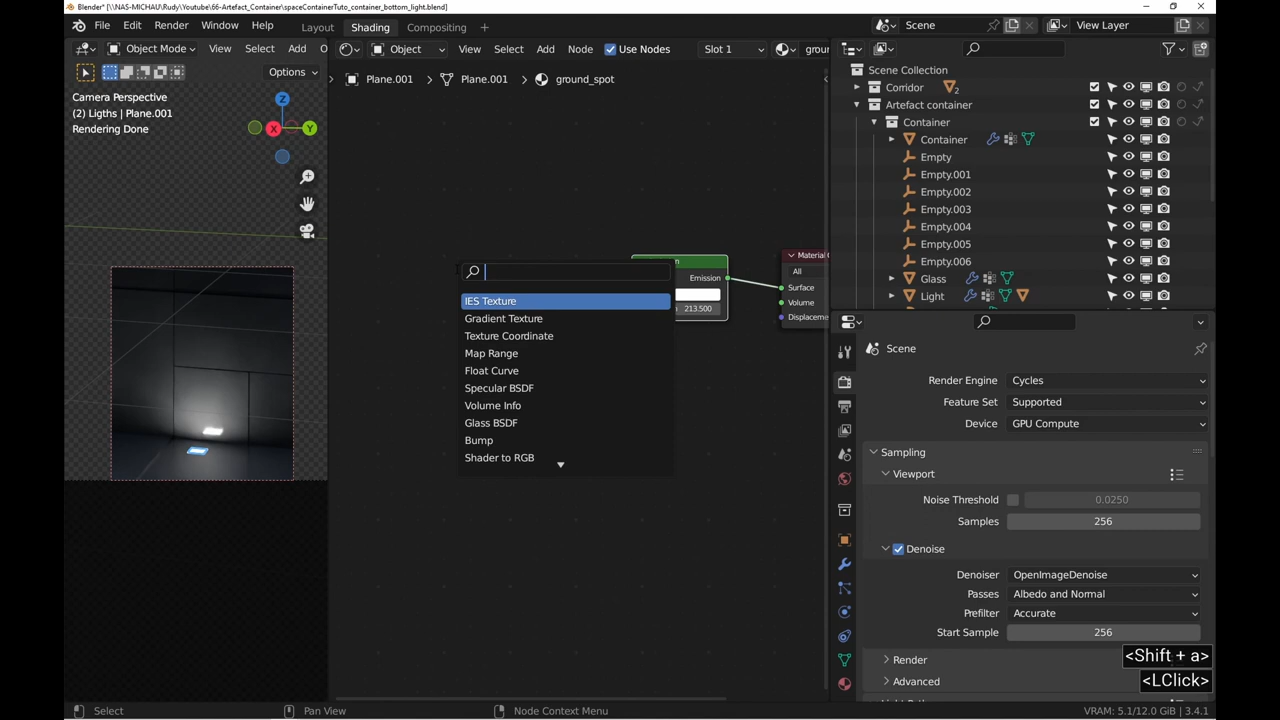 Blender* [\\NAS-MICHAU\Rudy\Youtube\66-Artefact_Container\spaceContainerTuto_container_bottom_light.blend]
File Edit Render Window Help Layout Shading Compositing Scene View Layer
Object Mode View Select Add O Object View Select Add Node Use Nodes Slot 1 grou
Options
Plane.001 Plane.001 ground_spot
Camera Perspective
(2) Ligths | Plane.001
Rendering Done
Z
X Y
Emission
Material O
All
Surface
Volume
Displaceme
213.500
IES Texture
Gradient Texture
Texture Coordinate
Map Range
Float Curve
Specular BSDF
Volume Info
Glass BSDF
Bump
Shader to RGB
Scene Collection
Corridor 2
Artefact container
Container
Container
Empty
Empty.001
Empty.002
Empty.003
Empty.004
Empty.005
Empty.006
Glass
Light
Scene
Render Engine Cycles
Feature Set Supported
Device GPU Compute
Sampling
Viewport
Noise Threshold 0.0250
Samples 256
Denoise
Denoiser OpenImageDenoise
Passes Albedo and Normal
Prefilter Accurate
Start Sample 256
Render
Advanced
<Shift + a>
<LClick>
Select Pan View Node Context Menu VRAM: 5.1/12.0 GiB | 3.4.1